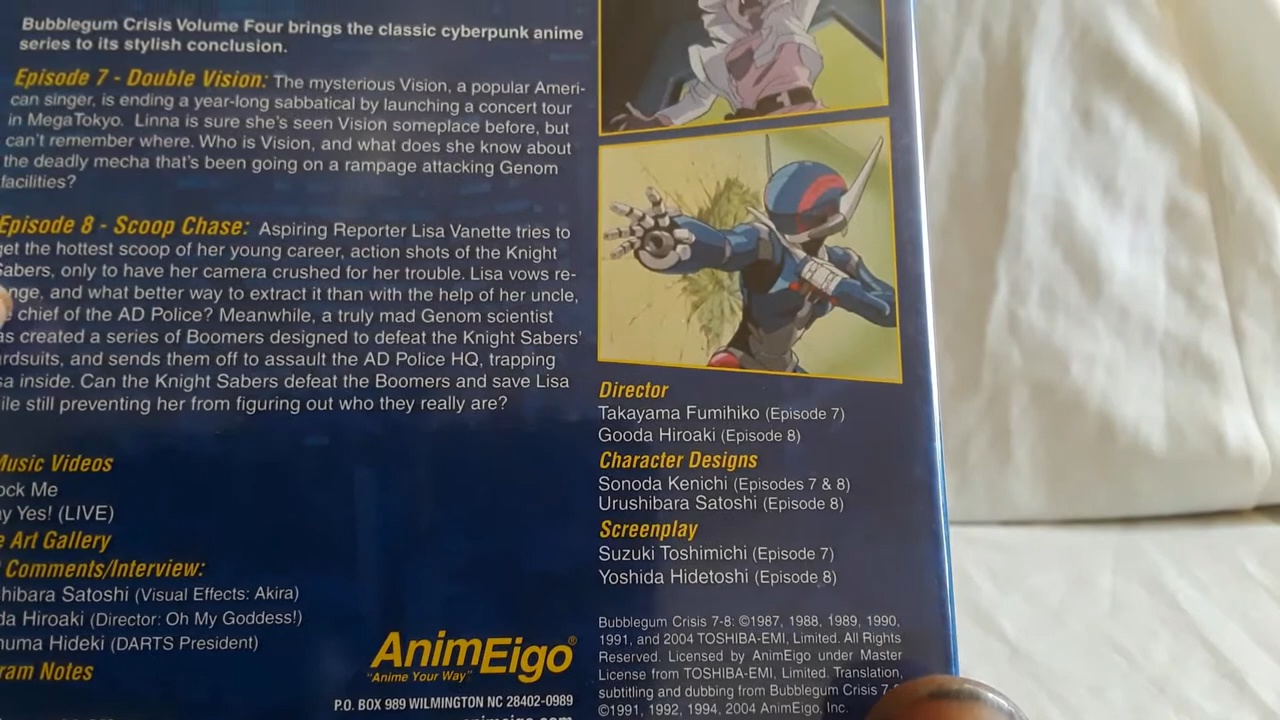 Bubblegum Crisis Volume Four brings the classic cyberpunk anime
series to its stylish conclusion.
Episode 7 - Double Vision: The mysterious Vision, a popular Ameri-
can singer, is ending a year-long sabbatical by launching a concert tour
in MegaTokyo. Linna is sure she's seen Vision someplace before, but
can't remember where. Who is Vision, and what does she know about
the deadly mecha that's been going on a rampage attacking Genom
facilities?
Episode 8 - Scoop Chase: Aspiring Reporter Lisa Vanette tries to
get the hottest scoop of her young career, action shots of the Knight
Sabers, only to have her camera crushed for her trouble. Lisa vows re-
nge, and what better way to extract it than with the help of her uncle,
chief of the AD Police? Meanwhile, a truly mad Genom scientist
as created a series of Boomers designed to defeat the Knight Sabers'
rdsuits, and sends them off to assault the AD Police HQ, trapping
sa inside. Can the Knight Sabers defeat the Boomers and save Lisa
ile still preventing her from figuring out who they really are?
Music Videos
ock Me
y Yes! (LIVE)
e Art Gallery
Comments/Interview:
hibara Satoshi (Visual Effects: Akira)
da Hiroaki (Director: Oh My Goddess!)
numa Hideki (DARTS President)
ram Notes
AnimEigo®
"Anime Your Way"
P.O. BOX 989 WILMINGTON NC 28402-0989
animeigo.com
Director
Takayama Fumihiko (Episode 7)
Gooda Hiroaki (Episode 8)
Character Designs
Sonoda Kenichi (Episodes 7 & 8)
Urushibara Satoshi (Episode 8)
Screenplay
Suzuki Toshimichi (Episode 7)
Yoshida Hidetoshi (Episode 8)
Bubblegum Crisis 7-8: ©1987, 1988, 1989, 1990,
1991, and 2004 TOSHIBA-EMI, Limited. All Rights
Reserved. Licensed by AnimEigo under Master
License from TOSHIBA-EMI, Limited. Translation,
subtitling and dubbing from Bubblegum Crisis 7-8
©1991, 1992, 1994, 2004 AnimEigo, Inc.